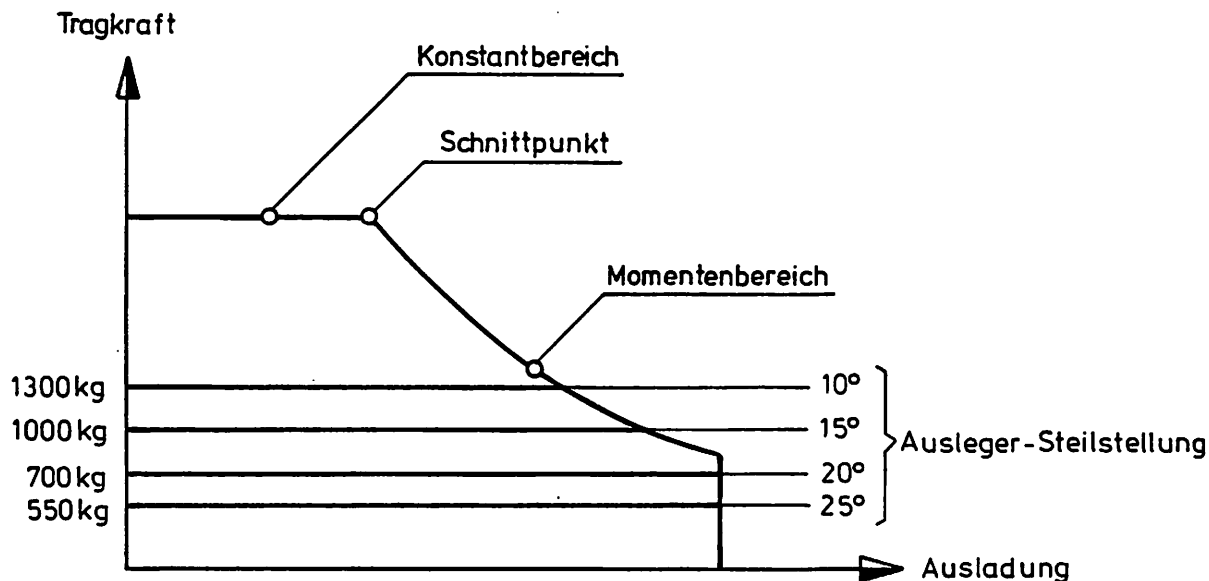 Tragkraft
Konstantbereich
Schnittpunkt
Momentenbereich
1300kg
10°
1000kg
15°
Ausleger-Steilstellung
700kg
20°
550kg
25°
Ausladung